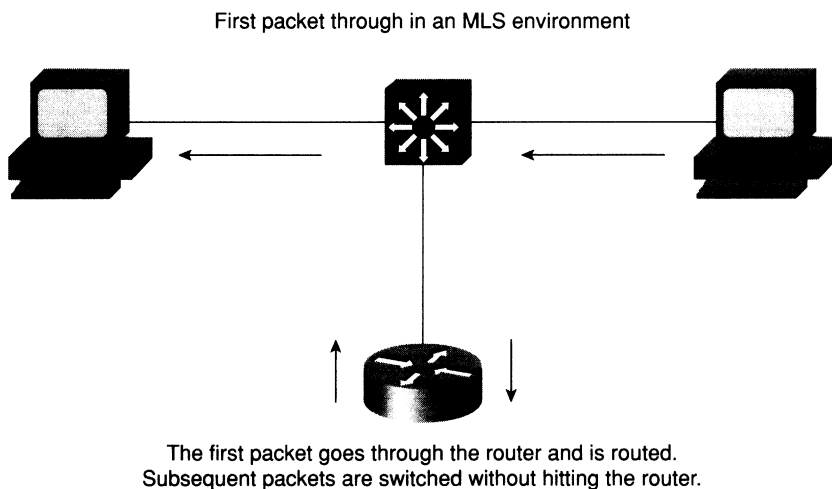 First packet through in an MLS environment
The first packet goes through the router and is routed.
Subsequent packets are switched without hitting the router.